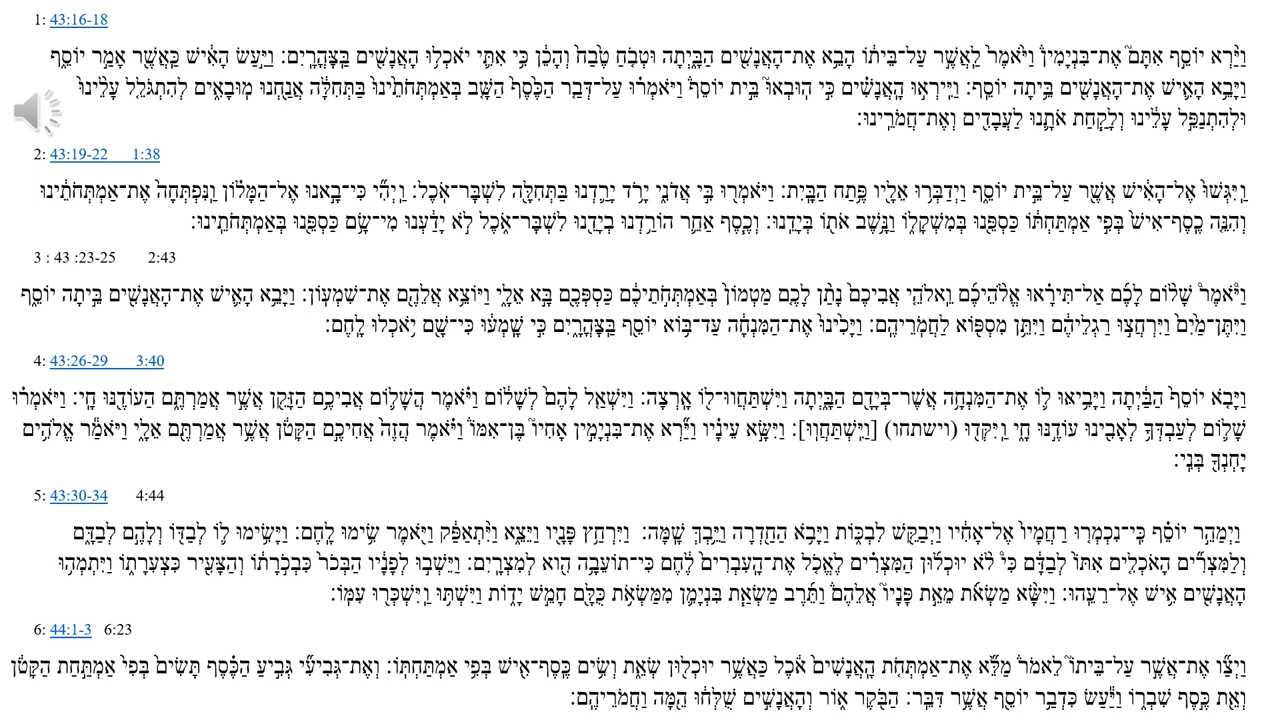 1: 43:16-18
וַיַּ֨רְא יוֹסֵ֣ף אִתָּם֮ אֶת־בִּנְיָמִין֒ וַיֹּ֙אמֶר֙ לַֽאֲשֶׁ֣ר עַל־בֵּית֔וֹ הָבֵ֥א אֶת־הָאֲנָשִׁ֖ים הַבָּ֑יְתָה וּטְבֹ֤חַ טֶ֙בַח֙ וְהָכֵ֔ן כִּ֥י אִתִּ֛י יֹאכְל֥וּ הָאֲנָשִׁ֖ים בַּֽצָּהֳרָֽיִם׃ וַיַּ֣עַשׂ הָאִ֔ישׁ כַּֽאֲשֶׁ֖ר אָמַ֣ר יוֹסֵ֑ף
וַיָּבֵ֥א הָאִ֛ישׁ אֶת־הָאֲנָשִׁ֖ים בֵּ֥יתָה יוֹסֵֽף׃ וַיִּֽירְא֣וּ הָֽאֲנָשִׁ֗ים כִּ֣י הֽוּבְאוּ֮ בֵּ֣ית יוֹסֵף֒ וַיֹּאמְר֗וּ עַל־דְּבַ֤ר הַכֶּ֙סֶף֙ הַשָּׁ֤ב בְּאַמְתְּחֹתֵ֙ינוּ֙ בַּתְּחִלָּ֔ה אֲנַ֖חְנוּ מֽוּבָאִ֑ים לְהִתְגֹּלֵ֤ל עָלֵ֙ינוּ֙
וּלְהִתְנַפֵּ֣ל עָלֵ֔ינוּ וְלָקַ֧חַת אֹתָ֛נוּ לַעֲבָדִ֖ים וְאֶת־חֲמֹרֵֽינוּ׃
2: 43:19-22 1:38
וַֽיִּגְּשׁוּ֙ אֶל־הָאִ֔ישׁ אֲשֶׁ֖ר עַל־בֵּ֣ית יוֹסֵ֑ף וַיְדַבְּר֥וּ אֵלָ֖יו פֶּ֥תַח הַבָּֽיִת׃ וַיֹּאמְר֖וּ בִּ֣י אֲדֹנִ֑י יָרֹ֥ד יָרַ֛דְנוּ בַּתְּחִלָּ֖ה לִשְׁבָּר־אֹֽכֶל׃ וַֽיְהִ֞י כִּי־בָ֣אנוּ אֶל־הַמָּל֗וֹן וַֽנִּפְתְּחָה֙ אֶת־אַמְתְּחֹתֵ֔ינוּ
וְהִנֵּ֤ה כֶֽסֶף־אִישׁ֙ בְּפִ֣י אַמְתַּחְתּ֔וֹ כַּסְפֵּ֖נוּ בְּמִשְׁקָל֑וֹ וַנָּ֥שֶׁב אֹת֖וֹ בְּיָדֵֽנוּ׃ וְכֶ֧סֶף אַחֵ֛ר הוֹרַ֥דְנוּ בְיָדֵ֖נוּ לִשְׁבָּר־אֹ֑כֶל לֹ֣א יָדַ֔עְנוּ מִי־שָׂ֥ם כַּסְפֵּ֖נוּ בְּאַמְתְּחֹתֵֽינוּ׃
3 : 43 :23-25 2:43
וַיֹּ֩אמֶר֩ שָׁל֨וֹם לָכֶ֜ם אַל־תִּירָ֗אוּ אֱלֹ֨הֵיכֶ֜ם וֵֽאלֹהֵ֤י אֲבִיכֶם֙ נָתַ֨ן לָכֶ֤ם מַטְמוֹן֙ בְּאַמְתְּחֹ֣תֵיכֶ֔ם כַּסְפְּכֶ֖ם בָּ֣א אֵלָ֑י וַיּוֹצֵ֥א אֲלֵהֶ֖ם אֶת־שִׁמְעֽוֹן׃ וַיָּבֵ֥א הָאִ֛ישׁ אֶת־הָאֲנָשִׁ֖ים בֵּ֣יתָה יוֹסֵ֑ף
וַיִּתֶּן־מַ֙יִם֙ וַיִּרְחֲצ֣וּ רַגְלֵיהֶ֔ם וַיִּתֵּ֥ן מִסְפּ֖וֹא לַחֲמֹֽרֵיהֶֽם׃ וַיָּכִ֙ינוּ֙ אֶת־הַמִּנְחָ֔ה עַד־בּ֥וֹא יוֹסֵ֖ף בַּֽצָּהֳרָ֑יִם כִּ֣י שָֽׁמְע֔וּ כִּי־שָׁ֖ם יֹ֥אכְלוּ לָֽחֶם׃
4: 43:26-29 3:40
וַיָּבֹ֤א יוֹסֵף֙ הַבַּ֔יְתָה וַיָּבִ֥יאּוּ ל֛וֹ אֶת־הַמִּנְחָ֥ה אֲשֶׁר־בְּיָדָ֖ם הַבָּ֑יְתָה וַיִּשְׁתַּחֲווּ־ל֖וֹ אָֽרְצָה׃ וַיִּשְׁאַ֤ל לָהֶם֙ לְשָׁל֔וֹם וַיֹּ֗אמֶר הֲשָׁל֛וֹם אֲבִיכֶ֥ם הַזָּקֵ֖ן אֲשֶׁ֣ר אֲמַרְתֶּ֑ם הַעוֹדֶ֖נּוּ חָֽי׃ וַיֹּאמְר֗וּ
שָׁל֛וֹם לְעַבְדְּךָ֥ לְאָבִ֖ינוּ עוֹדֶ֣נּוּ חָ֑י וַֽיִּקְּד֖וּ (וישתחו) [וַיִּֽשְׁתַּחֲוּֽוּ]׃ וַיִּשָּׂ֣א עֵינָ֗יו וַיַּ֞רְא אֶת־בִּנְיָמִ֣ין אָחִיו֮ בֶּן־אִמּוֹ֒ וַיֹּ֗אמֶר הֲזֶה֙ אֲחִיכֶ֣ם הַקָּטֹ֔ן אֲשֶׁ֥ר אֲמַרְתֶּ֖ם אֵלָ֑י וַיֹּאמַ֕ר אֱלֹהִ֥ים
יָחְנְךָ֖ בְּנִֽי׃
5: 43:30-34 4:44
וַיְמַהֵ֣ר יוֹסֵ֗ף כִּֽי־נִכְמְר֤וּ רַחֲמָיו֙ אֶל־אָחִ֔יו וַיְבַקֵּ֖שׁ לִבְכּ֑וֹת וַיָּבֹ֥א הַחַ֖דְרָה וַיֵּ֥בְךְּ שָֽׁמָּה׃ וַיִּרְחַ֥ץ פָּנָ֖יו וַיֵּצֵ֑א וַיִּ֨תְאַפַּ֔ק וַיֹּ֖אמֶר שִׂ֥ימוּ לָֽחֶם׃ וַיָּשִׂ֥ימוּ ל֛וֹ לְבַדּ֖וֹ וְלָהֶ֣ם לְבַדָּ֑ם
וְלַמִּצְרִ֞ים הָאֹכְלִ֤ים אִתּוֹ֙ לְבַדָּ֔ם כִּי֩ לֹ֨א יוּכְל֜וּן הַמִּצְרִ֗ים לֶאֱכֹ֤ל אֶת־הָֽעִבְרִים֙ לֶ֔חֶם כִּי־תוֹעֵבָ֥ה הִ֖וא לְמִצְרָֽיִם׃ וַיֵּשְׁב֣וּ לְפָנָ֔יו הַבְּכֹר֙ כִּבְכֹ֣רָת֔וֹ וְהַצָּעִ֖יר כִּצְעִרָת֑וֹ וַיִּתְמְה֥וּ
הָאֲנָשִׁ֖ים אִ֥ישׁ אֶל־רֵעֵֽהוּ׃ וַיִּשָּׂ֨א מַשְׂאֹ֜ת מֵאֵ֣ת פָּנָיו֮ אֲלֵהֶם֒ וַתֵּ֜רֶב מַשְׂאַ֧ת בִּנְיָמִ֛ן מִמַּשְׂאֹ֥ת כֻּלָּ֖ם חָמֵ֣שׁ יָד֑וֹת וַיִּשְׁתּ֥וּ וַֽיִּשְׁכְּר֖וּ עִמּֽוֹ׃
6: 44:1-3 6:23
וַיְצַ֞ו אֶת־אֲשֶׁ֣ר עַל־בֵּיתוֹ֮ לֵאמֹר֒ מַלֵּ֞א אֶת־אַמְתְּחֹ֤ת הָֽאֲנָשִׁים֙ אֹ֔כֶל כַּאֲשֶׁ֥ר יוּכְל֖וּן שְׂאֵ֑ת וְשִׂ֥ים כֶּֽסֶף־אִ֖ישׁ בְּפִ֥י אַמְתַּחְתּֽוֹ׃ וְאֶת־גְּבִיעִ֞י גְּבִ֣יעַ הַכֶּ֗סֶף תָּשִׂים֙ בְּפִי֙ אַמְתַּ֣חַת הַקָּטֹ֔ן
וְאֵ֖ת כֶּ֣סֶף שִׁבְר֑וֹ וַיַּ֕עַשׂ כִּדְבַ֥ר יוֹסֵ֖ף אֲשֶׁ֥ר דִּבֵּֽר׃ הַבֹּ֖קֶר א֑וֹר וְהָאֲנָשִׁ֣ים שֻׁלְּח֔וּ הֵ֖מָּה וַחֲמֹרֵיהֶֽם׃